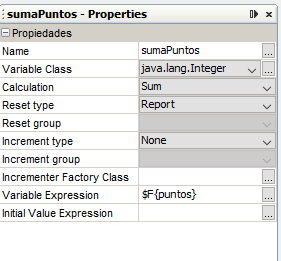 sumaPuntos - Properties
Propiedades
Name sumaPuntos ...
Variable Class java.lang.Integer ...
Calculation Sum
Reset type Report
Reset group
Increment type None
Increment group
Incrementer Factory Class ...
Variable Expression $F{puntos} ...
Initial Value Expression ...